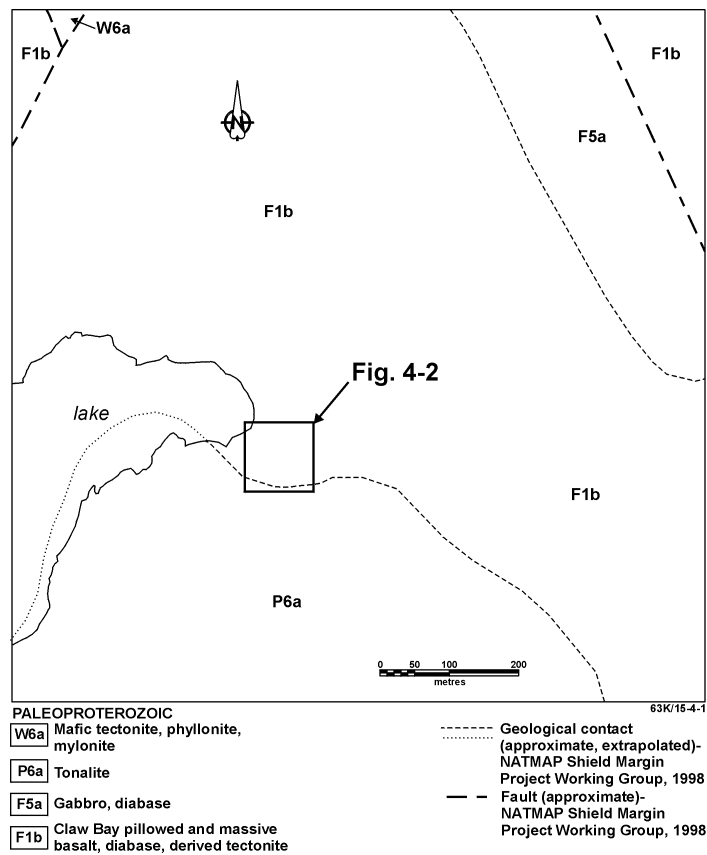 W6a
F1b
F1b
N
F5a
F1b
Fig. 4-2
lake
F1b
P6a
0 50 100 200
metres
63K/15-4-1
PALEOPROTEROZOIC
W6a Mafic tectonite, phyllonite,
mylonite
P6a Tonalite
F5a Gabbro, diabase
F1b Claw Bay pillowed and massive
basalt, diabase, derived tectonite
Geological contact
(approximate, extrapolated)-
NATMAP Shield Margin
Project Working Group, 1998
Fault (approximate)-
NATMAP Shield Margin
Project Working Group, 1998